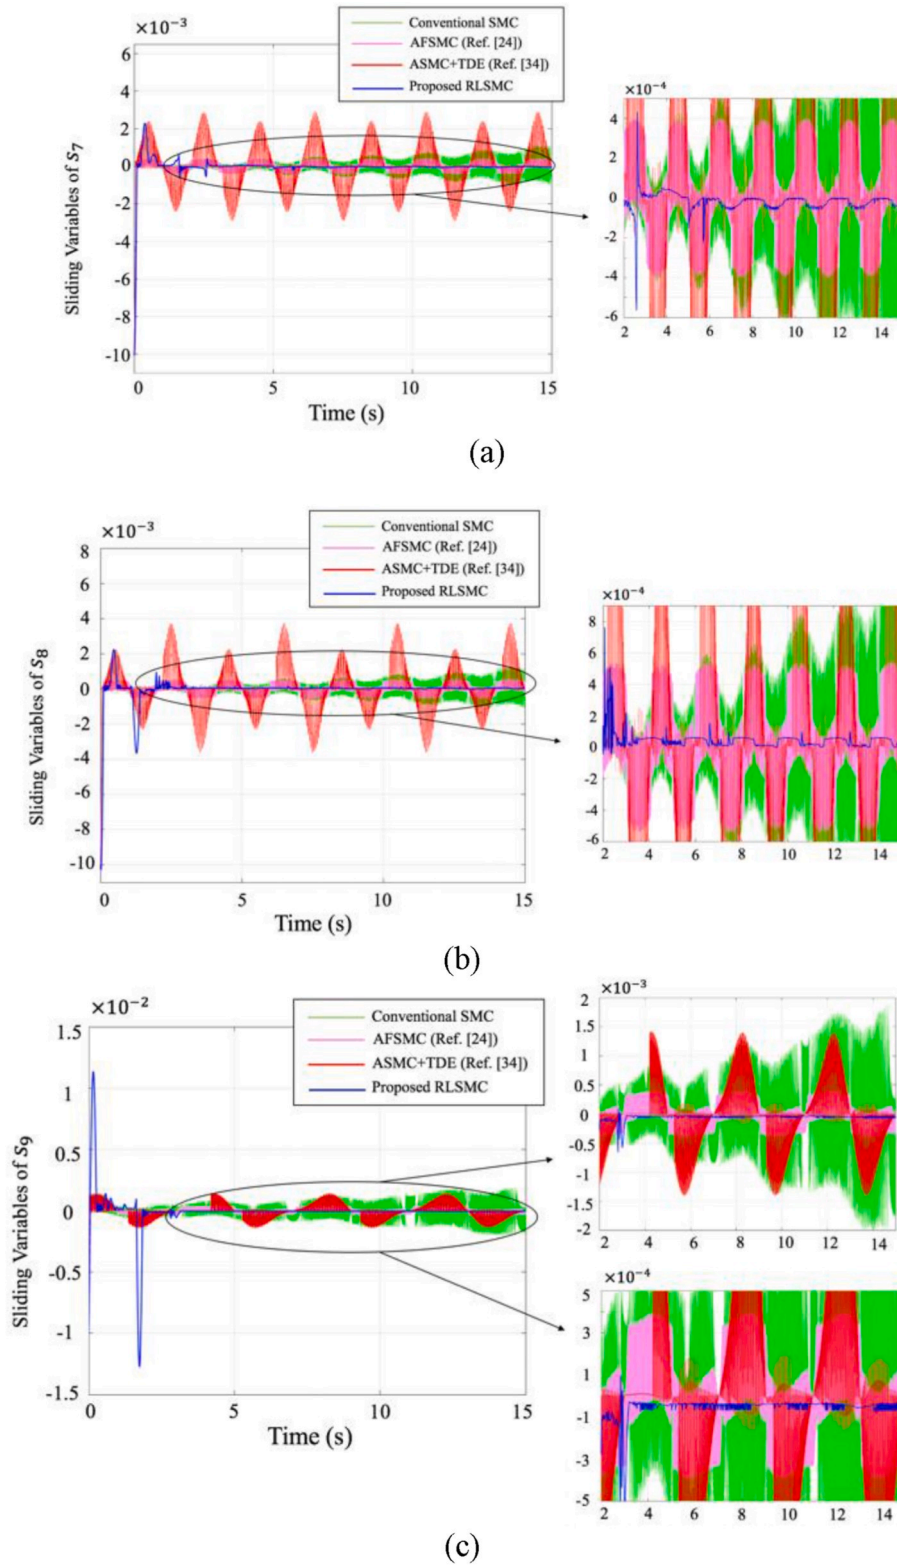 ×10⁻³
Conventional SMC
AFSMC (Ref. [24])
ASMC+TDE (Ref. [34])
Proposed RLSMC
6
4
2
0
-2
-4
-6
-8
-10
Sliding Variables of s₇
0 5 10 15
Time (s)
×10⁻⁴
4
2
0
-2
-4
-6
2 4 6 8 10 12 14
(a)
×10⁻³
Conventional SMC
AFSMC (Ref. [24])
ASMC+TDE (Ref. [34])
Proposed RLSMC
8
6
4
2
0
-2
-4
-6
-8
-10
Sliding Variables of s₈
0 5 10 15
Time (s)
×10⁻⁴
8
6
4
2
0
-2
-4
-6
2 4 6 8 10 12 14
(b)
×10⁻²
Conventional SMC
AFSMC (Ref. [24])
ASMC+TDE (Ref. [34])
Proposed RLSMC
1.5
1
0.5
0
-0.5
-1
-1.5
Sliding Variables of s₉
0 5 10 15
Time (s)
×10⁻³
2
1.5
1
0.5
0
-0.5
-1
-1.5
-2
2 4 6 8 10 12 14
×10⁻⁴
5
3
1
-1
-3
-5
2 4 6 8 10 12 14
(c)